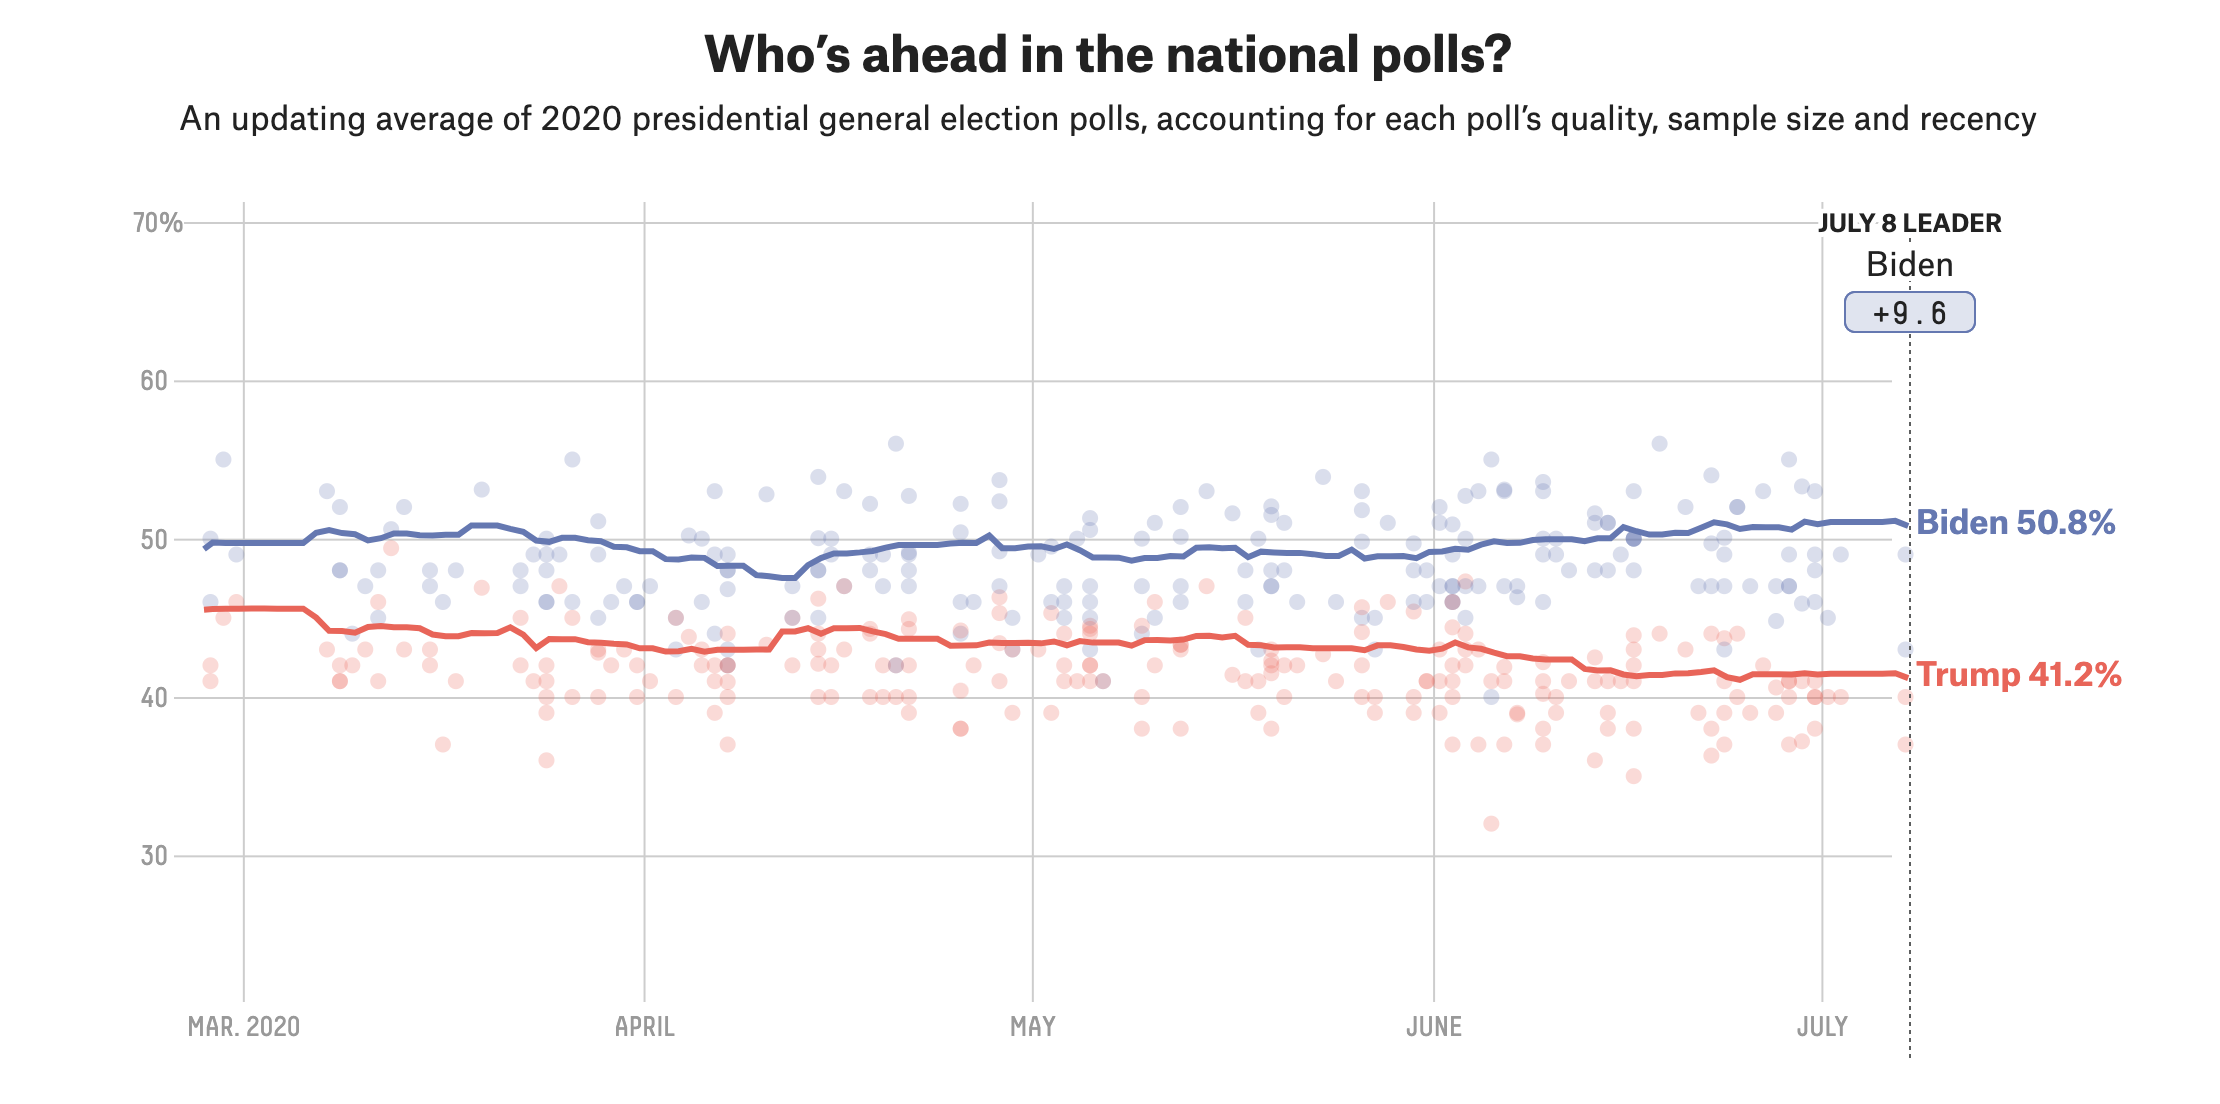 Who’s ahead in the national polls?
An updating average of 2020 presidential general election polls, accounting for each poll’s quality, sample size and recency
70%
JULY 8 LEADER
Biden
+9.6
60
50
Biden 50.8%
Trump 41.2%
40
30
MAR. 2020
APRIL
MAY
JUNE
JULY